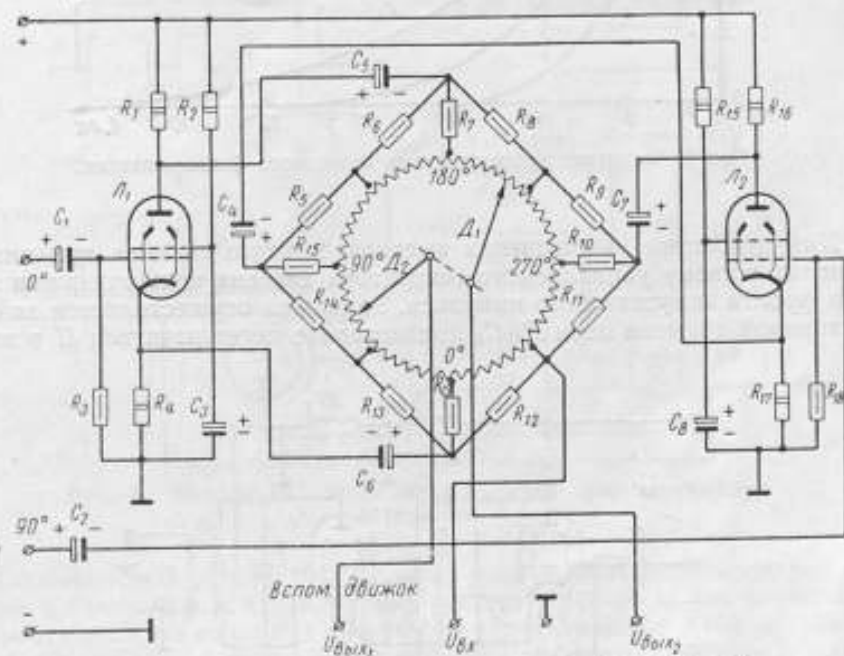 +
R1 R2
C5
R6 R7 R8
R15 R16
Л1
C4
180°
R9
C7
Л2
C1
R5
Д1
0°
R15 90° Д2
270° R10
R14
R11
R3 R4 C3
0°
R13
R12
C8 R17 R18
C6
90° C2
Вспом. движок
Uвых1 Uвх Uвых2